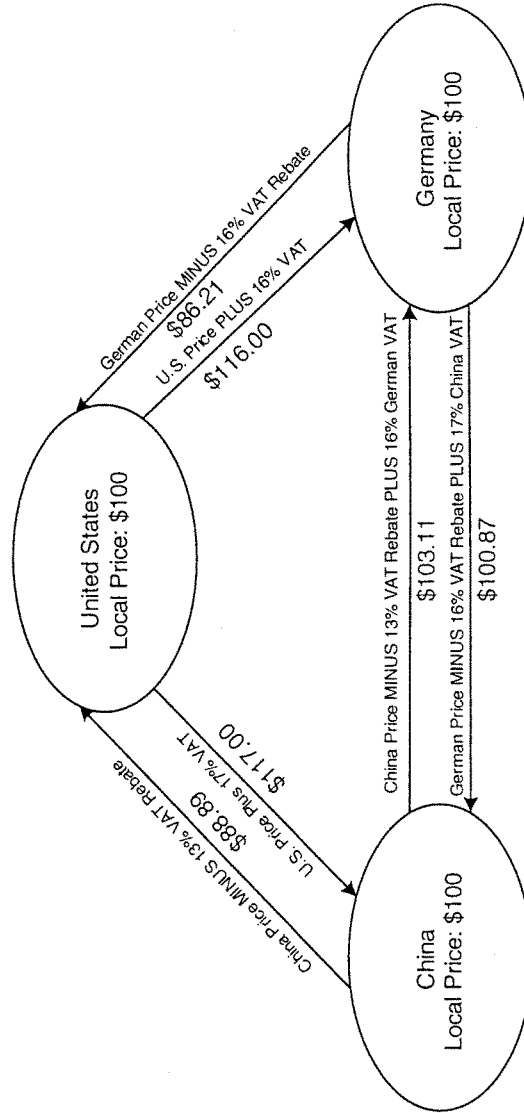 United States
Local Price: $100
German Price MINUS 16% VAT Rebate
$86.21
U.S. Price PLUS 16% VAT
$116.00
China Price MINUS 13% VAT Rebate
$88.89
U.S. Price Plus 17% VAT
$117.00
China
Local Price: $100
China Price MINUS 13% VAT Rebate PLUS 16% German VAT
$103.11
German Price MINUS 16% VAT Rebate PLUS 17% China VAT
$100.87
Germany
Local Price: $100